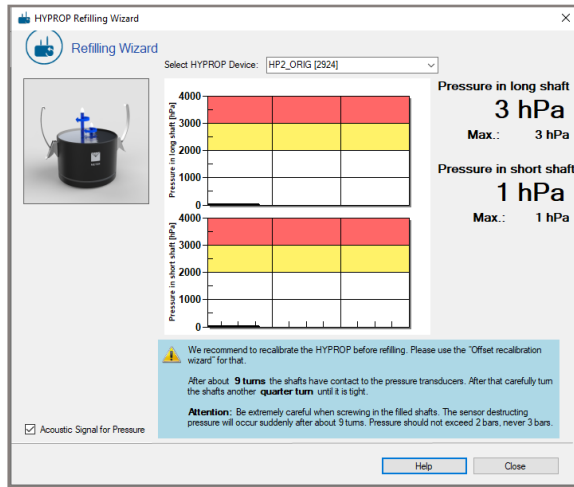 HYPROP Refilling Wizard
Refilling Wizard
Select HYPROP Device: HP2_ORIG [2924]
Pressure in long shaft
3 hPa
Max.: 3 hPa
Pressure in short shaft
1 hPa
Max.: 1 hPa
Pressure in long shaft [hPa]
4000
3000
2000
1000
0
Pressure in short shaft [hPa]
4000
3000
2000
1000
0
We recommend to recalibrate the HYPROP before refilling. Please use the "Offset recalibration
wizard" for that.
After about 9 turns the shafts have contact to the pressure transducers. After that carefully turn
the shafts another quarter turn until it is tight.
Attention: Be extremely careful when screwing in the filled shafts. The sensor destructing
pressure will occur suddenly after about 9 turns. Pressure should not exceed 2 bars, never 3 bars.
Acoustic Signal for Pressure
Help
Close